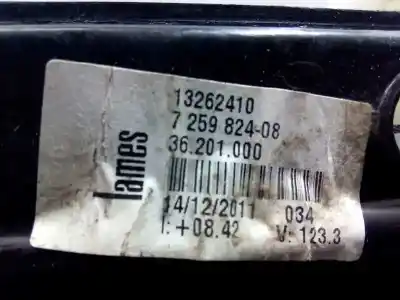 lames
13262410
7 259 824-08
36.201.000
14/12/2011 034
I: +08.42 V: 123.3